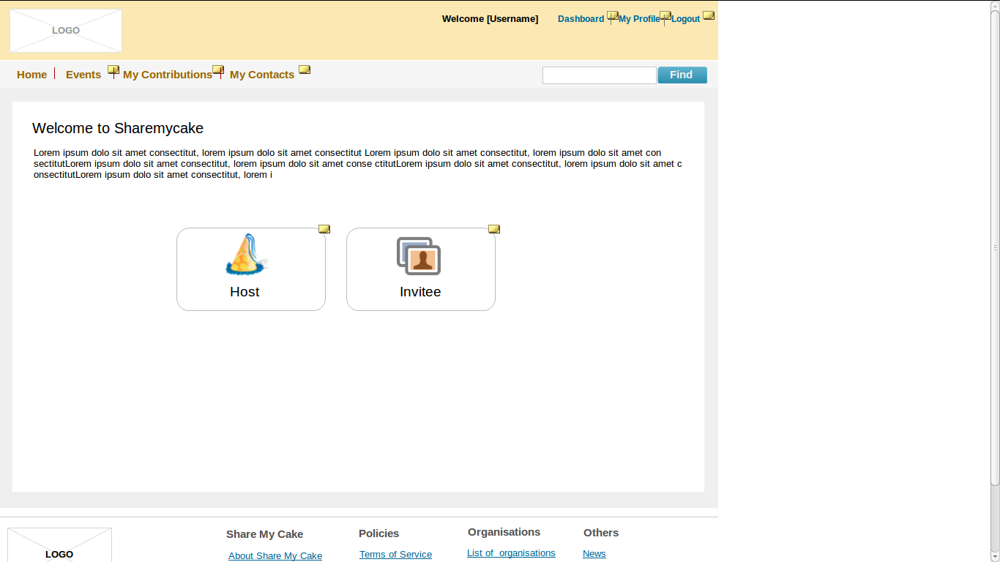 LOGO
Welcome [Username]
Dashboard
My Profile
Logout
Home
Events
My Contributions
My Contacts
Find
Welcome to Sharemycake
Lorem ipsum dolo sit amet consectitut, lorem ipsum dolo sit amet consectitut Lorem ipsum dolo sit amet consectitut, lorem ipsum dolo sit amet con
sectitutLorem ipsum dolo sit amet consectitut, lorem ipsum dolo sit amet conse ctitutLorem ipsum dolo sit amet consectitut, lorem ipsum dolo sit amet c
onsectitutLorem ipsum dolo sit amet consectitut, lorem i
Host
Invitee
LOGO
Share My Cake
About Share My Cake
Policies
Terms of Service
Organisations
List of  organisations
Others
News